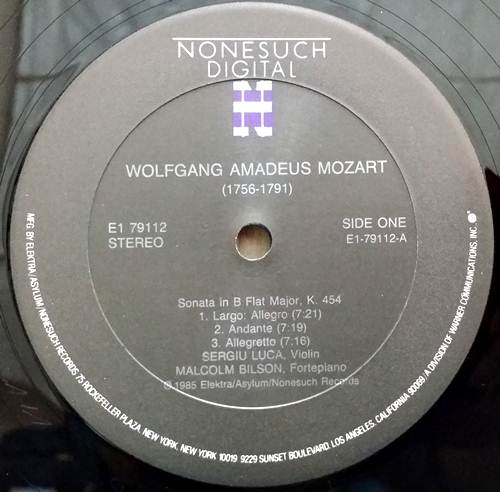 NONESUCH
DIGITAL
WOLFGANG AMADEUS MOZART
(1756-1791)
E1 79112
STEREO
SIDE ONE
E1-79112-A
Sonata in B Flat Major, K. 454
1. Largo: Allegro (7:21)
2. Andante (7:19)
3. Allegretto (7:16)
SERGIU LUCA, Violin
MALCOLM BILSON, Fortepiano
℗ 1985 Elektra/Asylum/Nonesuch Records
MFG. BY ELEKTRA/ASYLUM/NONESUCH RECORDS 75 ROCKEFELLER PLAZA, NEW YORK, NEW YORK 10019 9229 SUNSET BOULEVARD, LOS ANGELES, CALIFORNIA 90069 / A DIVISION OF WARNER COMMUNICATIONS, INC.